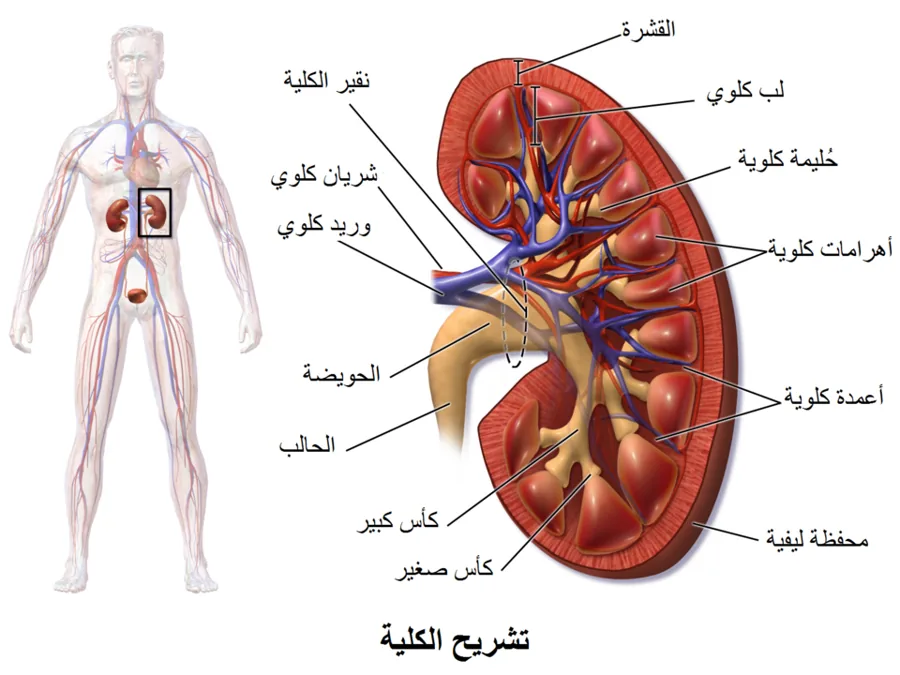 القشرة
نقير الكلية
لب كلوي
حُليمة كلوية
شريان كلوي
وريد كلوي
أهرامات كلوية
الحويضة
أعمدة كلوية
الحالب
كأس كبير
محفظة ليفية
كأس صغير
تشريح الكلية